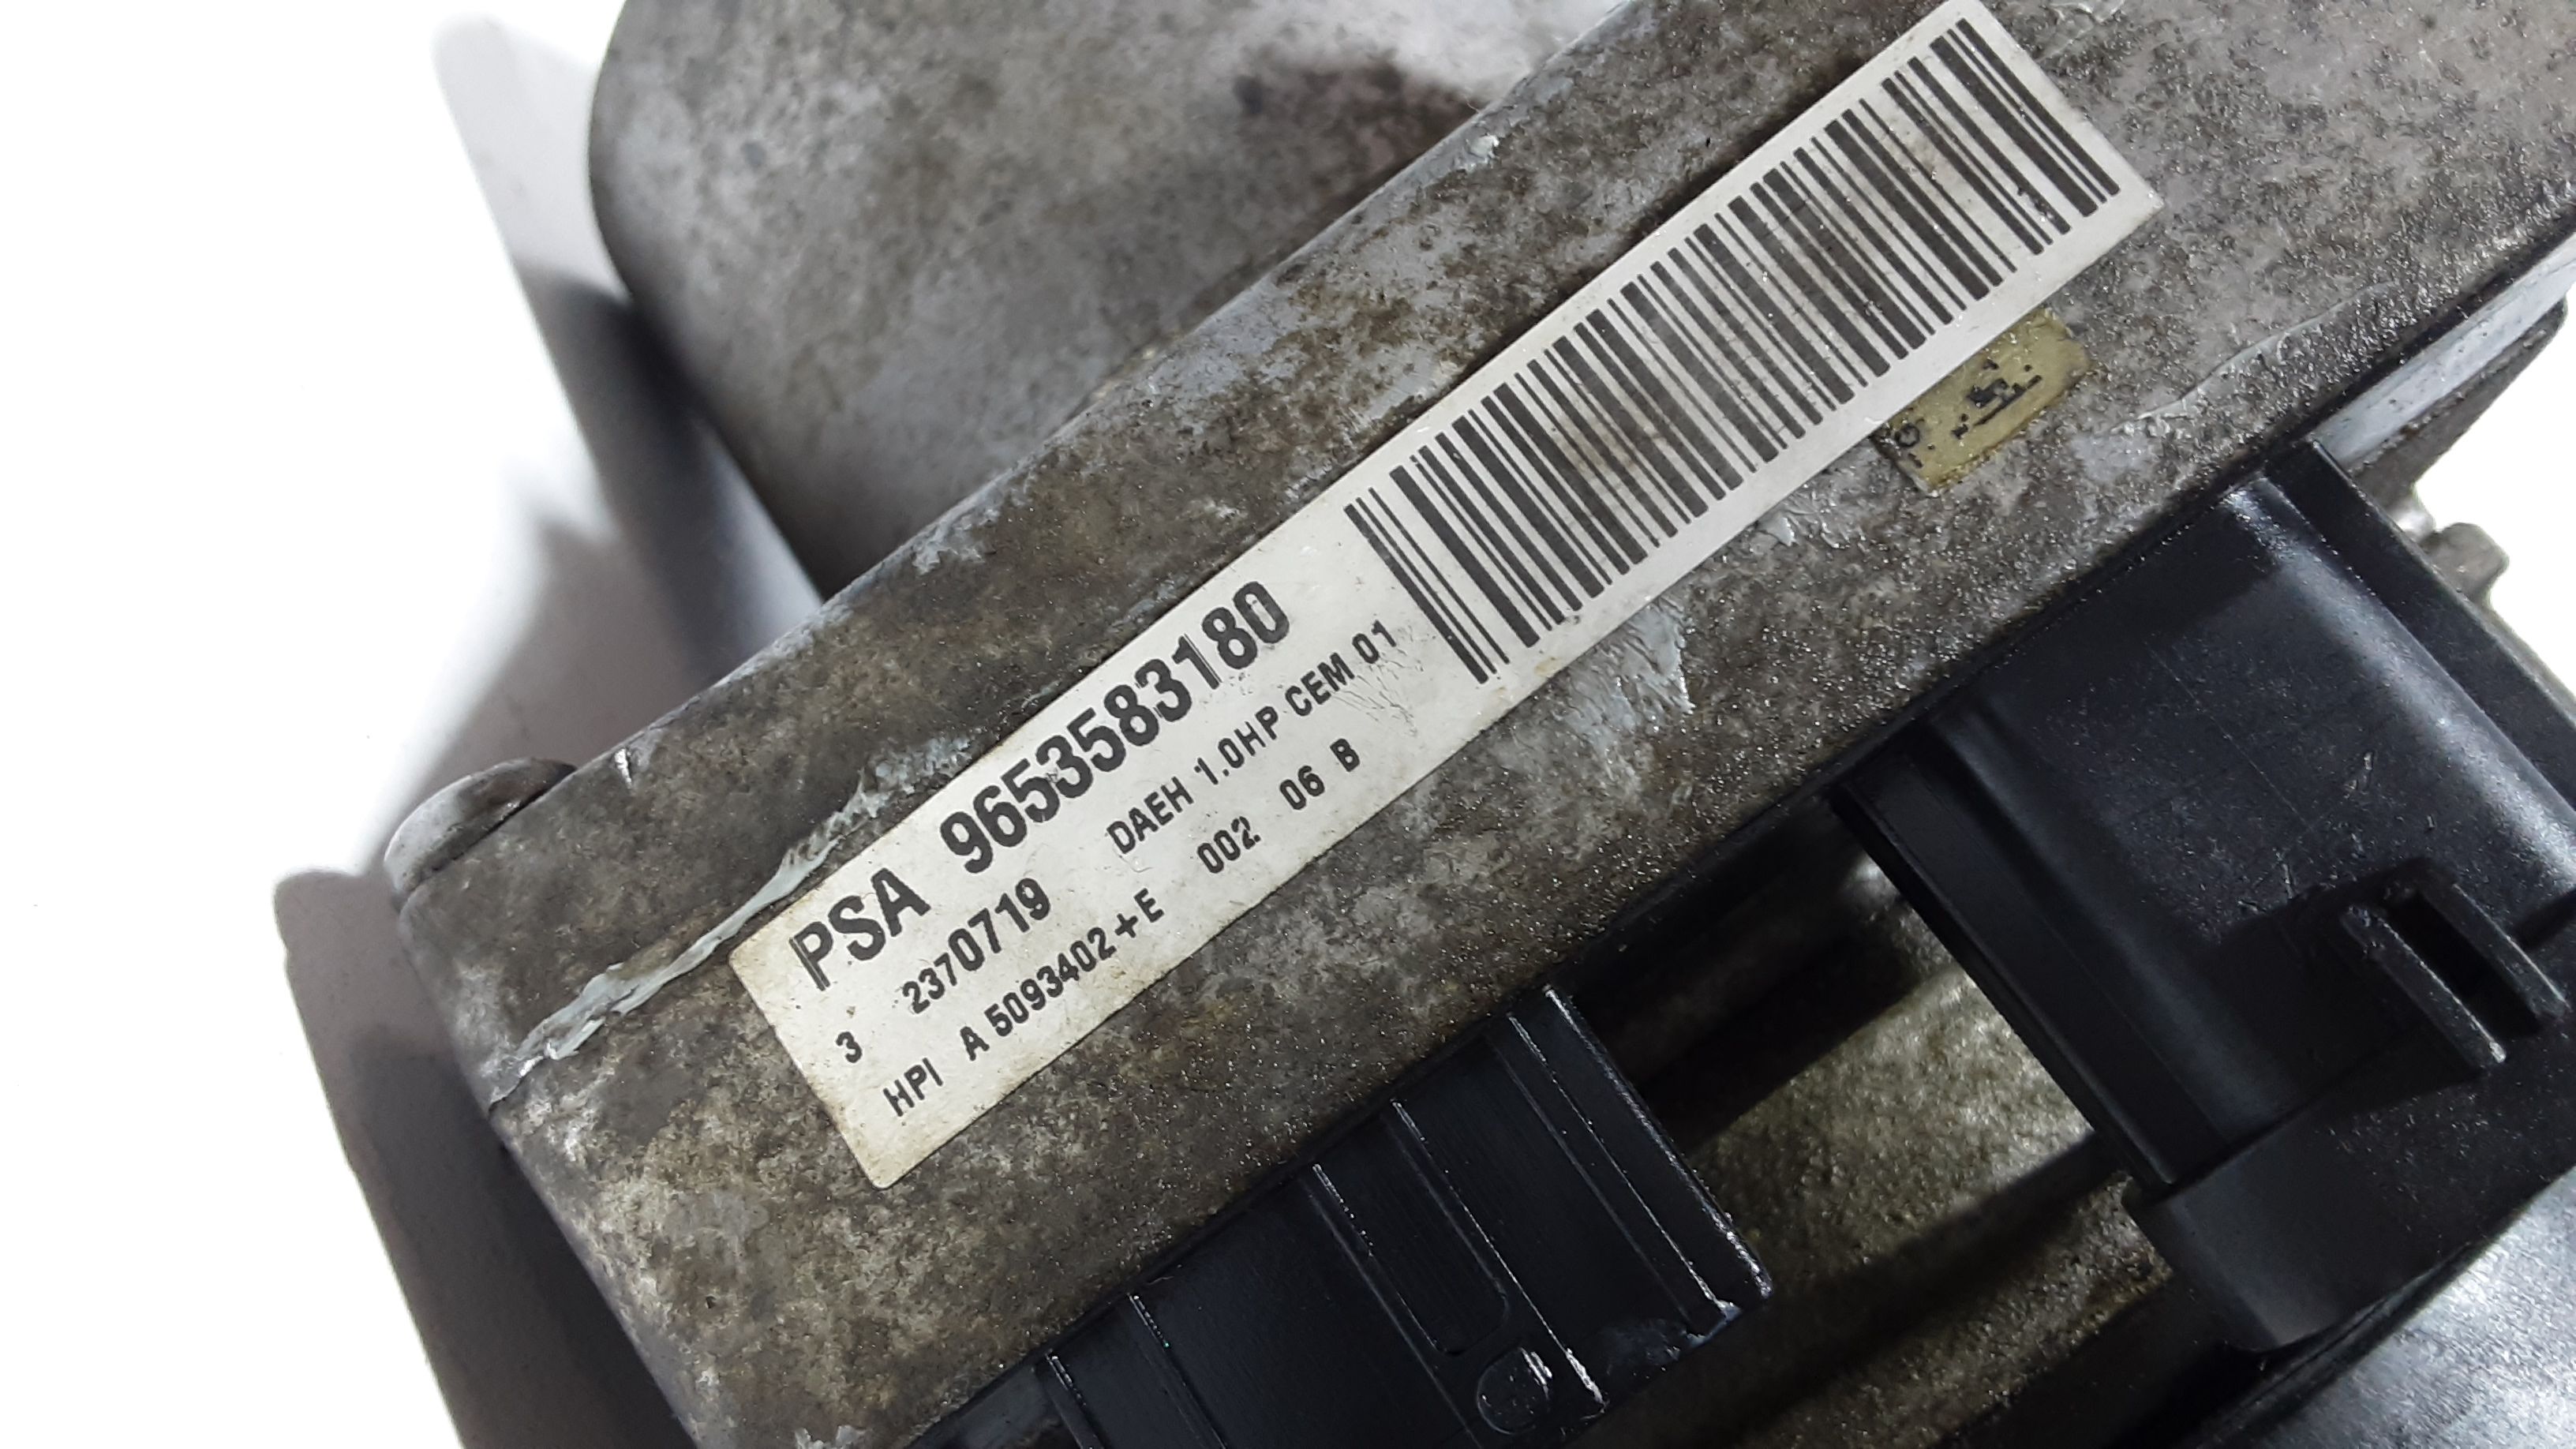 PSA 9653583180
3 2370719 DAEH 1.0HP CEM 01
HPI A 5093402+E 002 06 B